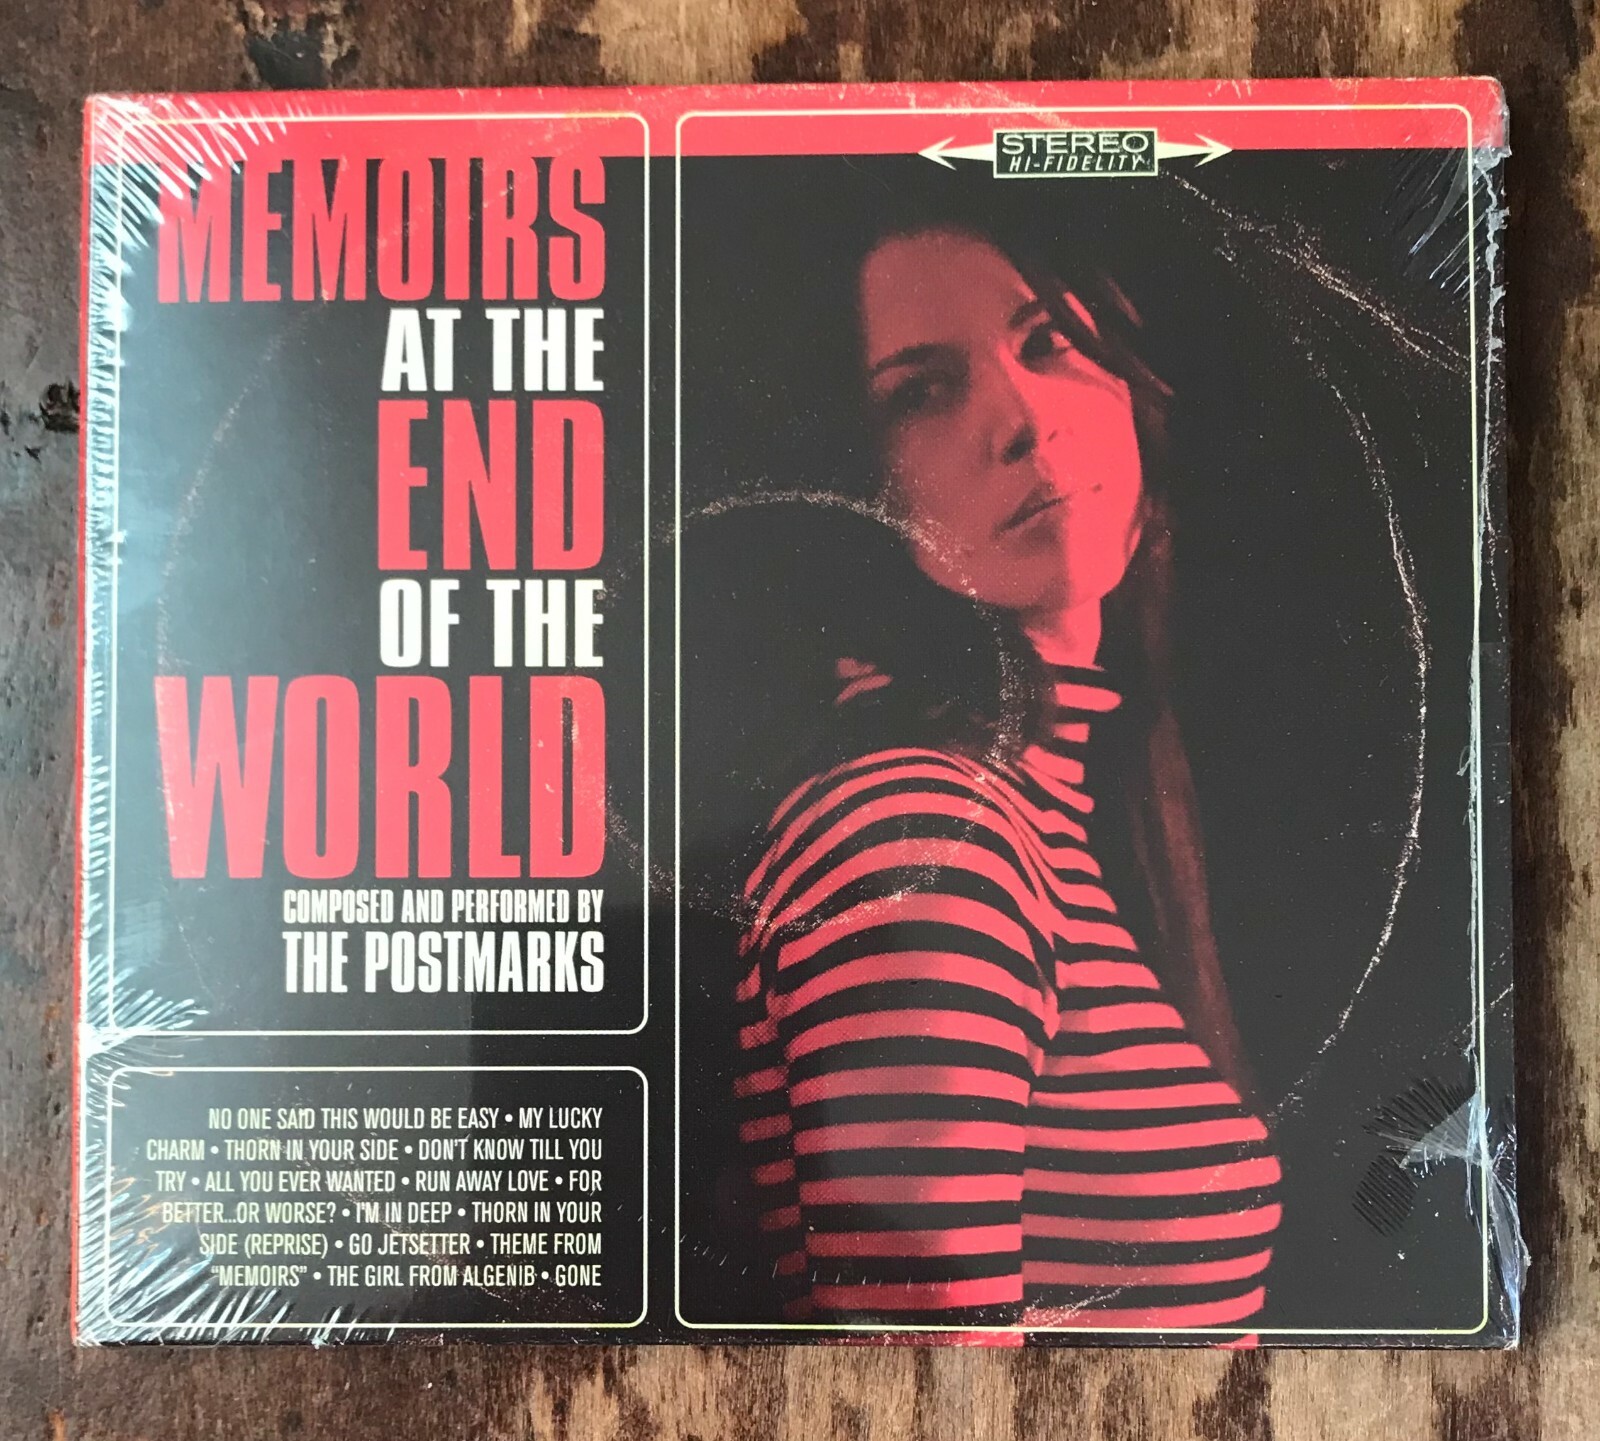 STEREO
HI-FIDELITY
MEMOIRS
AT THE
END
OF THE
WORLD
COMPOSED AND PERFORMED BY
THE POSTMARKS
NO ONE SAID THIS WOULD BE EASY • MY LUCKY
CHARM • THORN IN YOUR SIDE • DON'T KNOW TILL YOU
TRY • ALL YOU EVER WANTED • RUN AWAY LOVE • FOR
BETTER...OR WORSE? • I'M IN DEEP • THORN IN YOUR
SIDE (REPRISE) • GO JETSETTER • THEME FROM
“MEMOIRS” • THE GIRL FROM ALGENIB • GONE